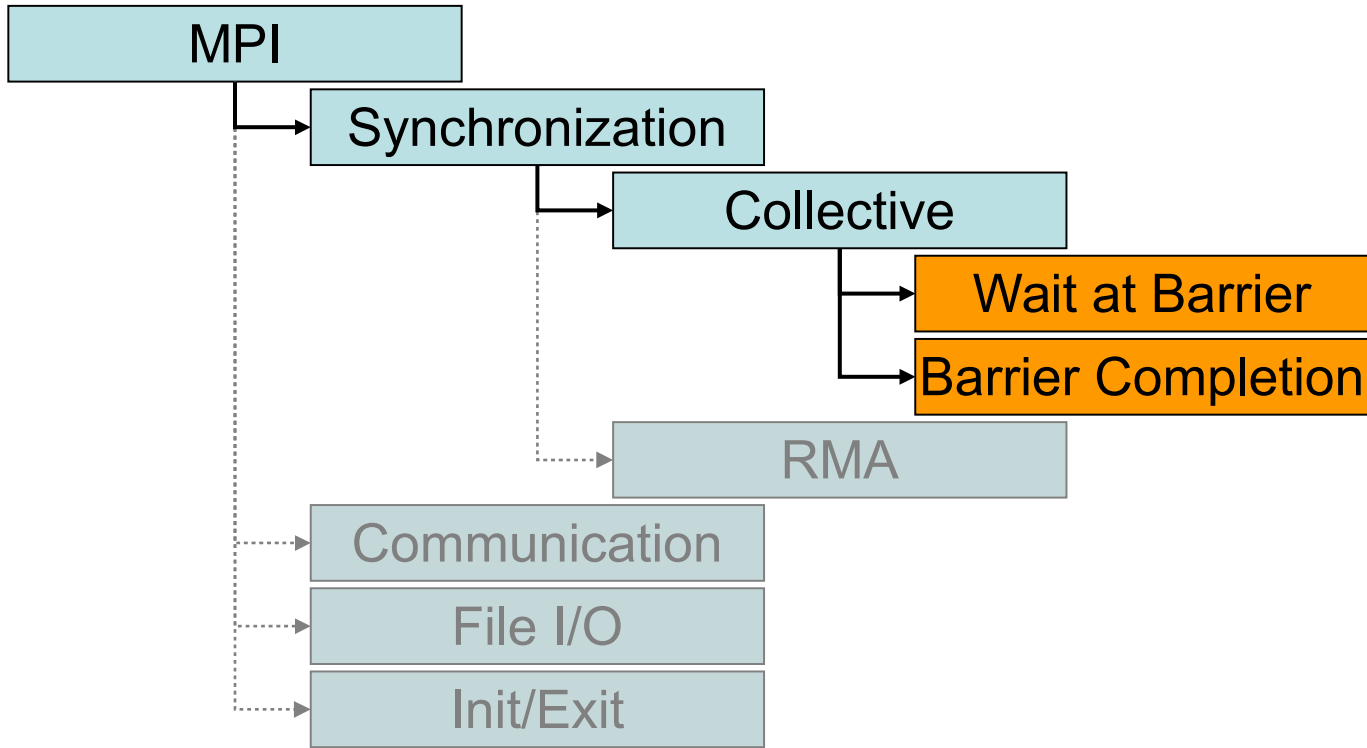 MPI
Synchronization
Collective
Wait at Barrier
Barrier Completion
RMA
Communication
File I/O
Init/Exit